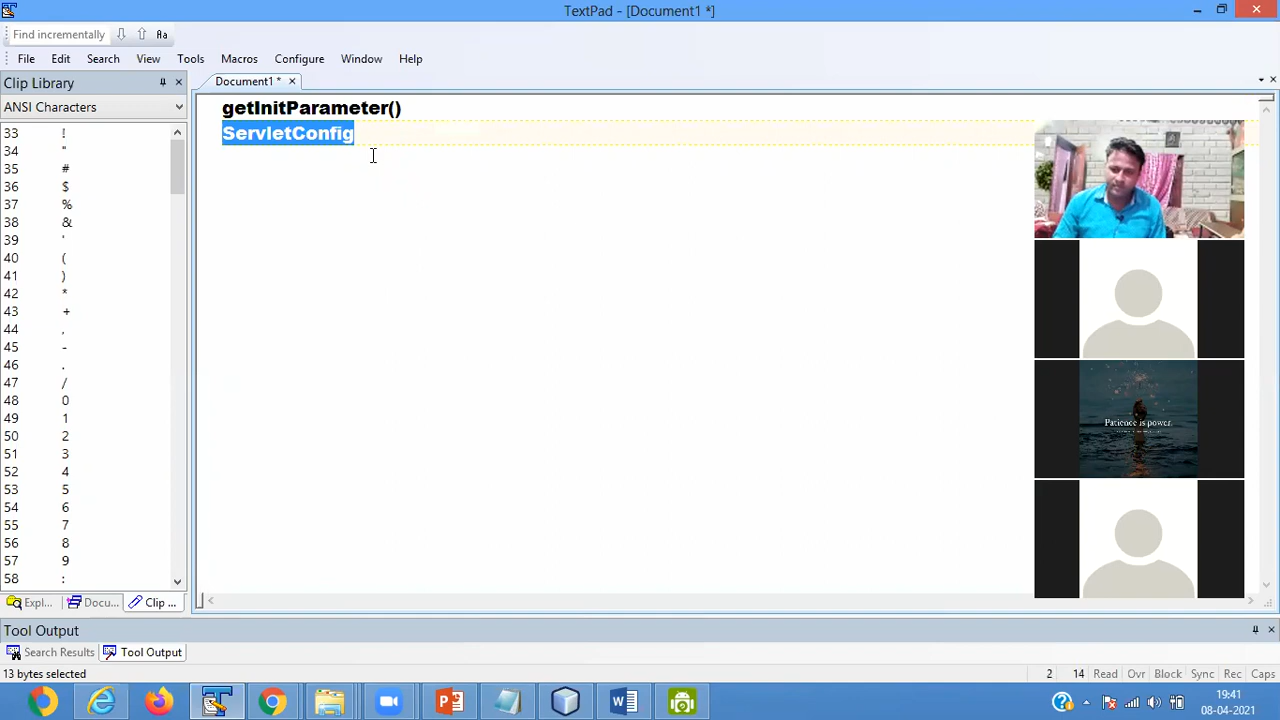 TextPad - [Document1 *]
Find incrementally
Aa
File Edit Search View Tools Macros Configure Window Help
Clip Library
Document1 *
ANSI Characters
getInitParameter()
ServletConfig
33 !
34 "
35 #
36 $
37 %
38 &
39 '
40 (
41 )
42 *
43 +
44 ,
45 -
46 .
47 /
48 0
49 1
50 2
51 3
52 4
53 5
54 6
55 7
56 8
57 9
58 :
Patience is power.
Expl... Docu... Clip ...
Tool Output
Search Results Tool Output
13 bytes selected
2 14 Read Ovr Block Sync Rec Caps
19:41
08-04-2021